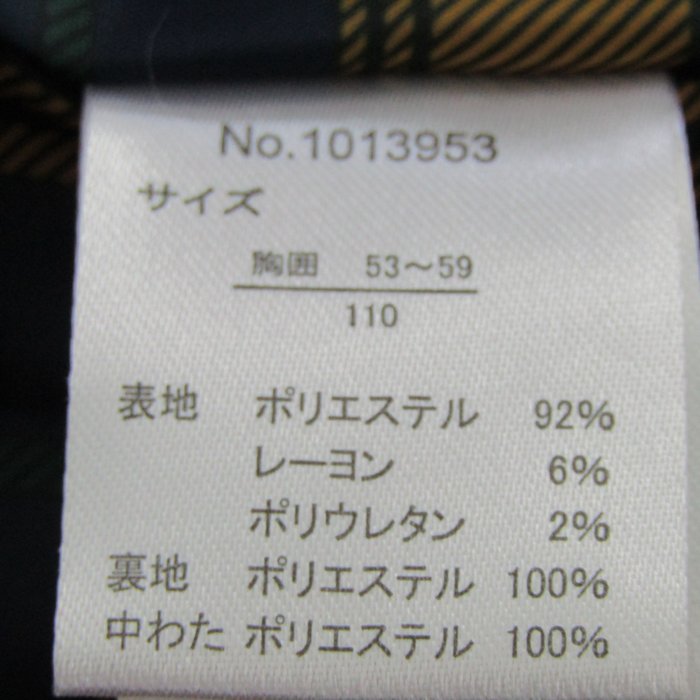 No.1013953
サイズ
胸囲 53～59
110
表地 ポリエステル 92%
レーヨン 6%
ポリウレタン 2%
裏地 ポリエステル 100%
中わた ポリエステル 100%